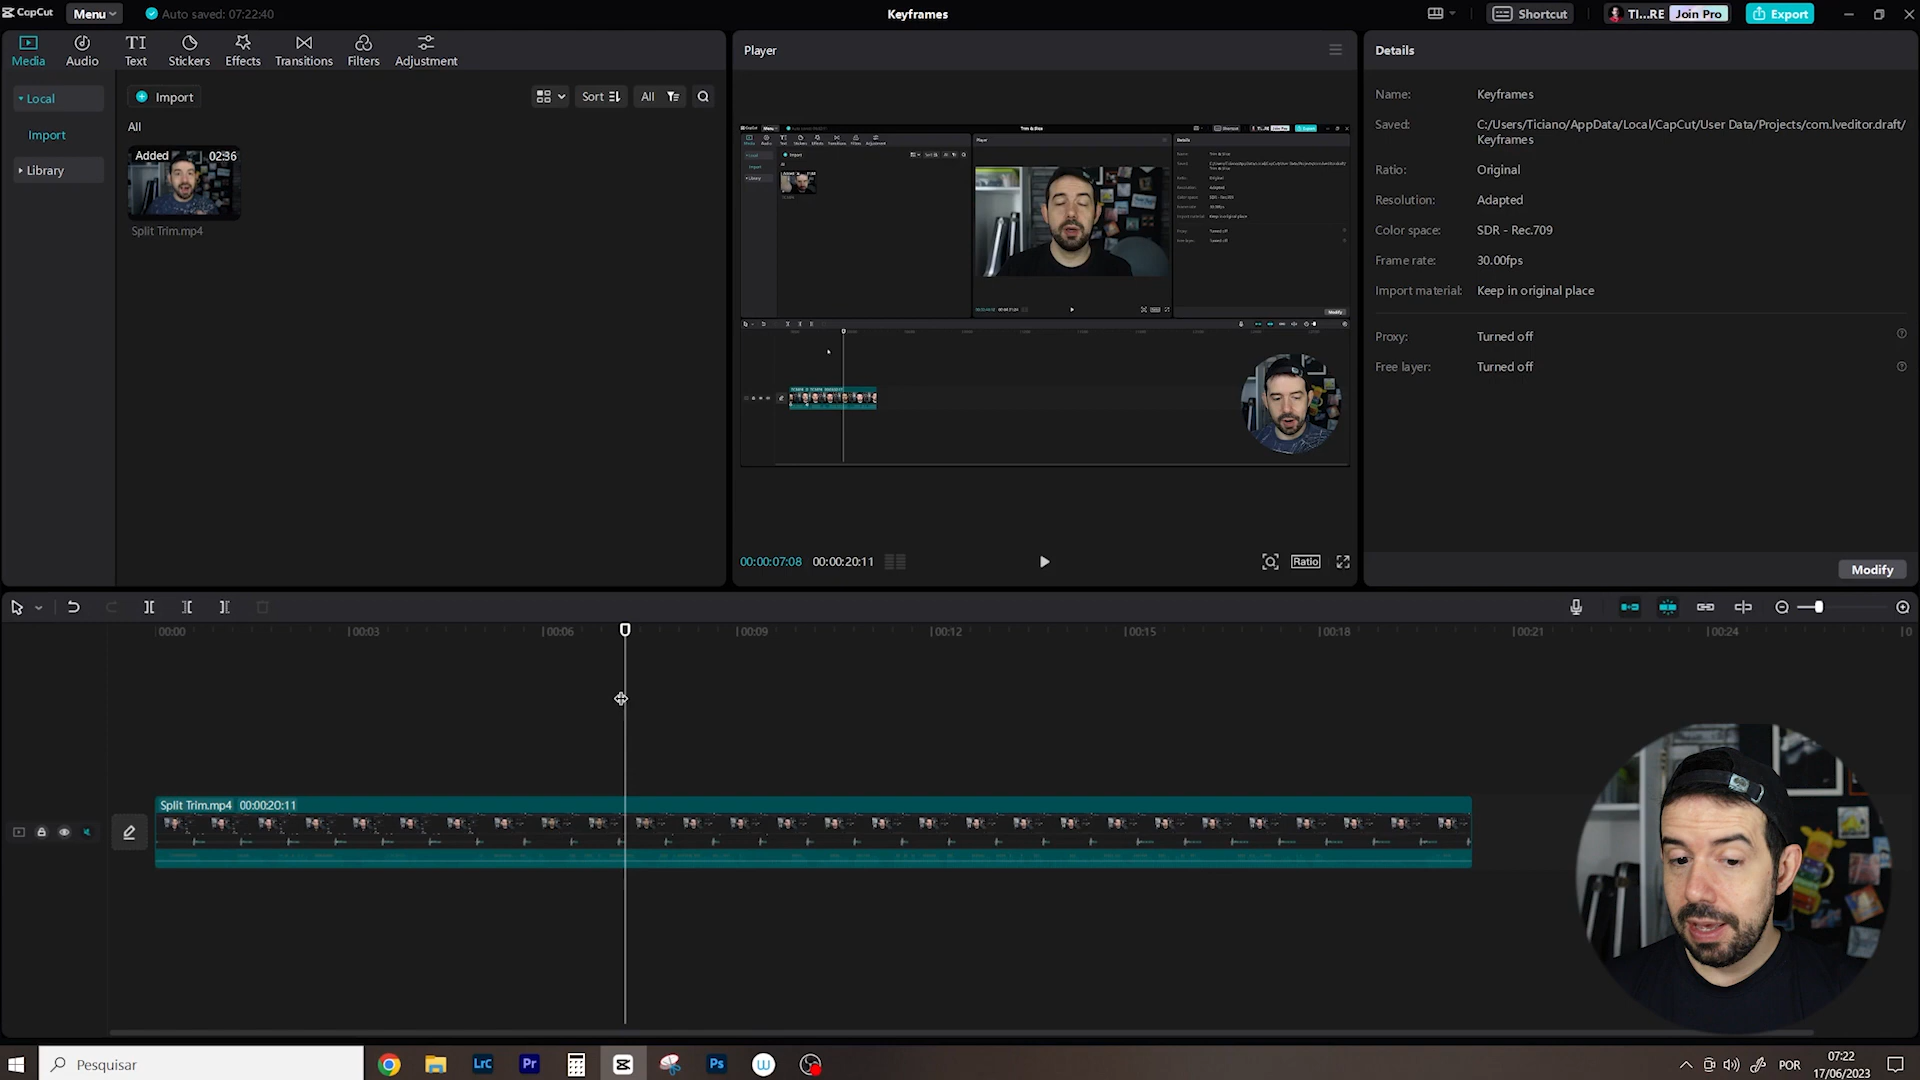 CapCut Menu Auto saved: 07:22:40 Keyframes Shortcut TI...RE Join Pro Export
Media Audio Text Stickers Effects Transitions Filters Adjustment
Local
Import
Library
Import Sort All
All
Added 02:36
Split Trim.mp4
Player
00:00:07:08 00:00:20:11 Ratio
Details
Name: Keyframes
Saved: C:/Users/Ticiano/AppData/Local/CapCut/User Data/Projects/com.lveditor.draft/
Keyframes
Ratio: Original
Resolution: Adapted
Color space: SDR - Rec.709
Frame rate: 30.00fps
Import material: Keep in original place
Proxy: Turned off
Free layer: Turned off
Modify
00:00 00:03 00:06 00:09 00:12 00:15 00:18 00:21 00:24
Split Trim.mp4 00:00:20:11
Pesquisar LrC Pr Ps POR 07:22
17/06/2023